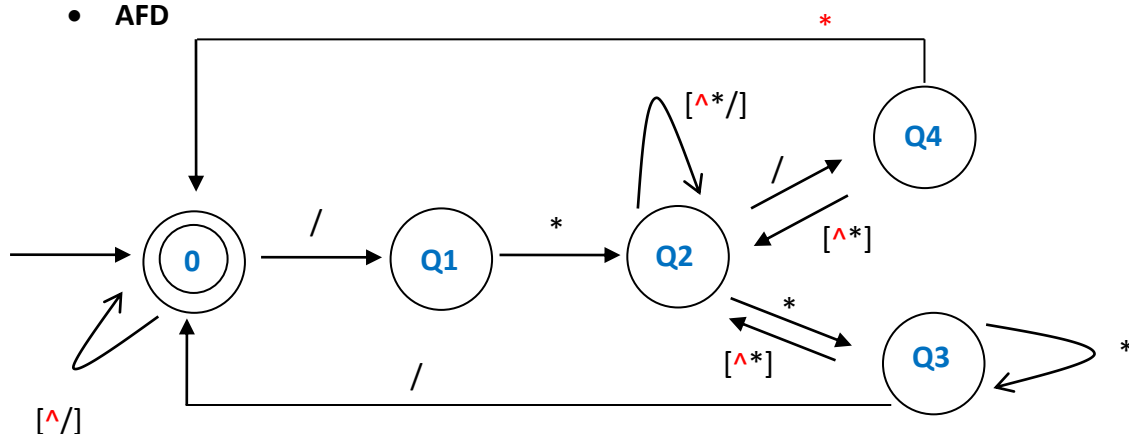 • AFD
*
[^*/]
Q4
/
/
*
[^*]
0
Q1
Q2
*
[^*]
Q3
*
/
[^/]